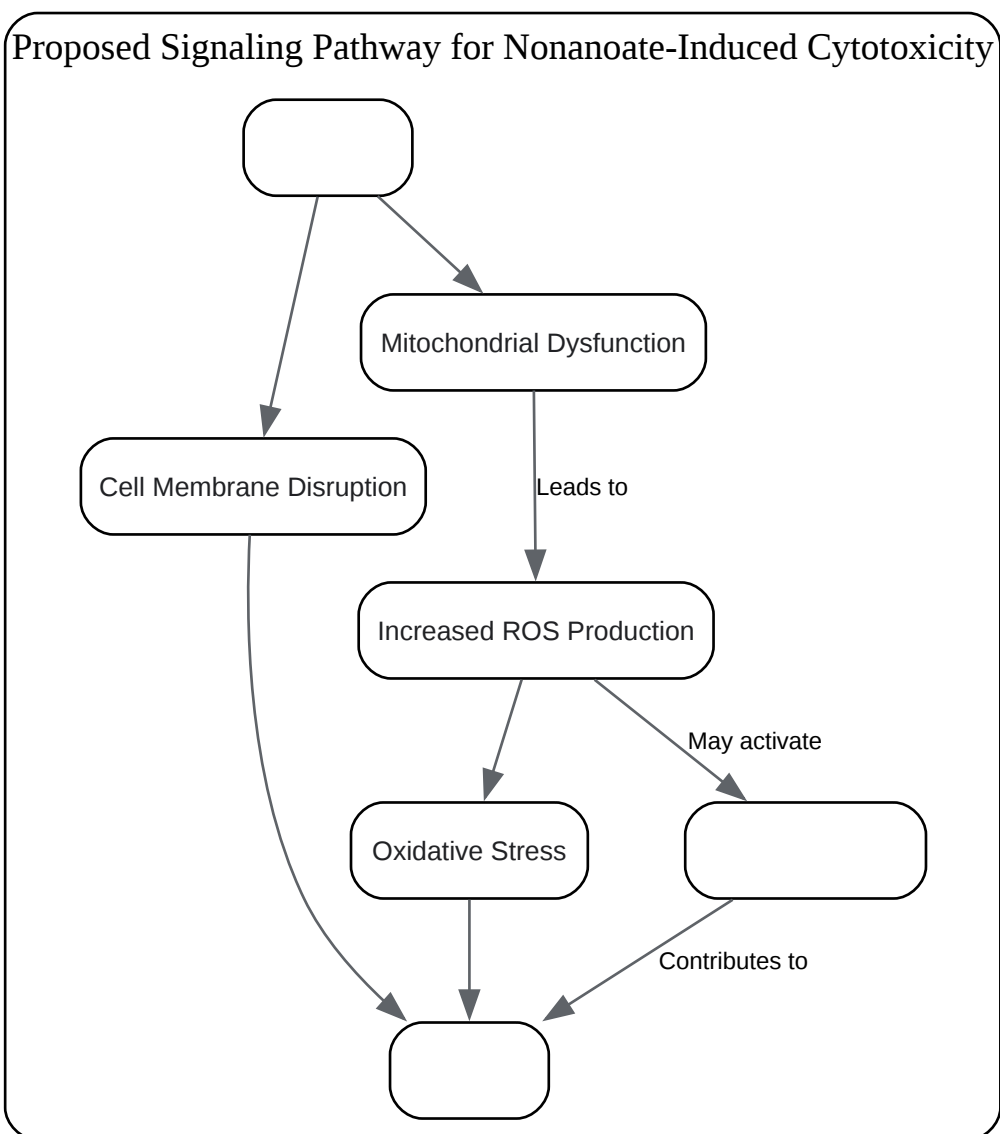 Proposed Signaling Pathway for Nonanoate-Induced Cytotoxicity
Mitochondrial Dysfunction
Cell Membrane Disruption
Leads to
Increased ROS Production
May activate
Oxidative Stress
Contributes to